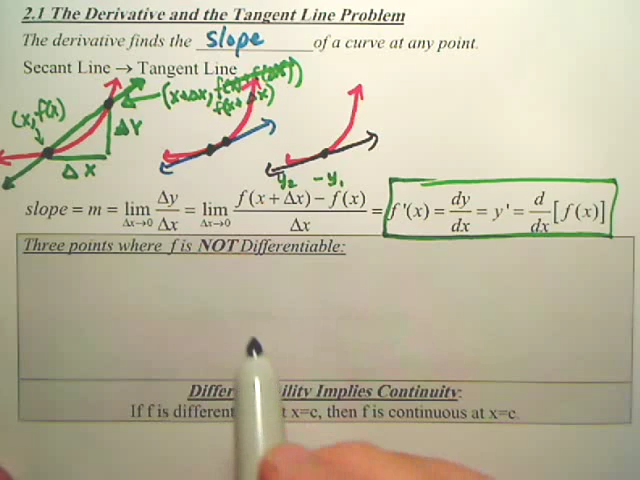 2.1 The Derivative and the Tangent Line Problem
The derivative finds the slope of a curve at any point.
Secant Line → Tangent Line
(x+Δx, f(x+Δx))
(x, f(x))
Δy
Δx
y₂ - y₁
slope = m = lim Δx→0 Δy/Δx = lim Δx→0 (f(x + Δx) − f(x))/Δx = f '(x) = dy/dx = y' = d/dx [f(x)]
Three points where f is NOT Differentiable:
Differ ility Implies Continuity:
If f is different t x=c, then f is continuous at x=c.